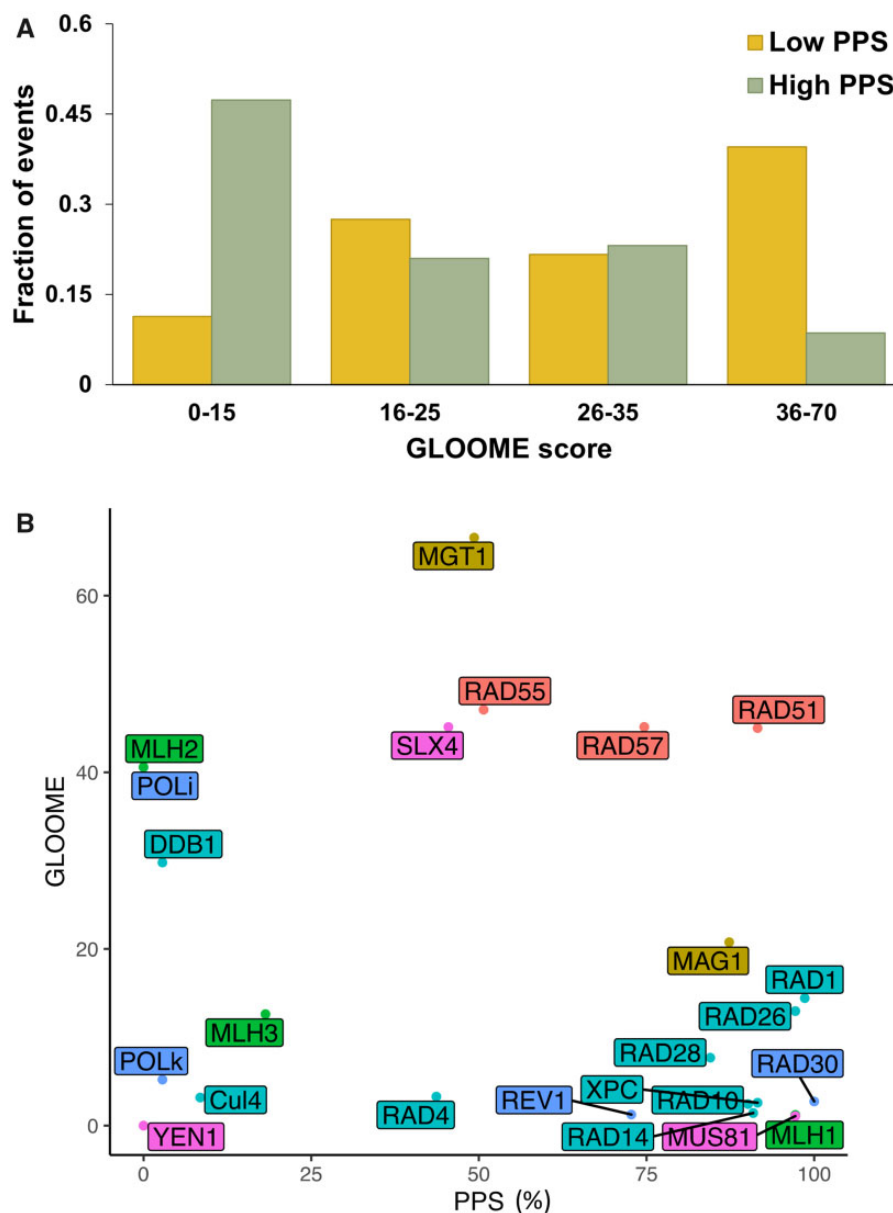 A
0.6
0.45
0.3
0.15
0
Fraction of events
Low PPS
High PPS
0-15 16-25 26-35 36-70
GLOOME score
B
60
40
20
0
GLOOME
MGT1
RAD55
RAD51
SLX4
RAD57
MLH2
POLi
DDB1
MAG1
RAD1
RAD26
MLH3
RAD28
POLk
RAD30
XPC
Cul4
REV1
RAD10
RAD4
YEN1
RAD14
MUS81
MLH1
0 25 50 75 100
PPS (%)